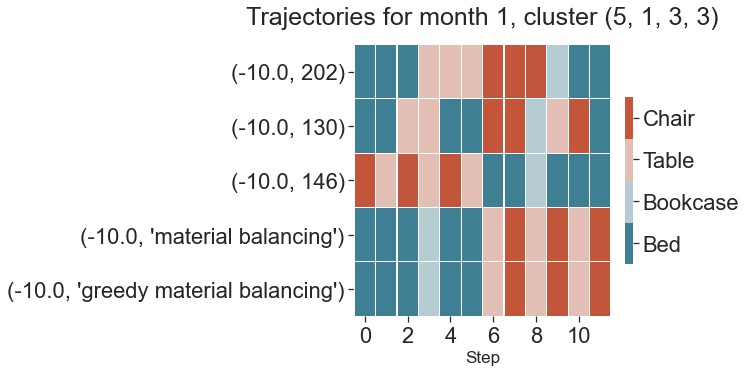 Trajectories for month 1, cluster (5, 1, 3, 3)
(-10.0, 202)
(-10.0, 130)
(-10.0, 146)
(-10.0, 'material balancing')
(-10.0, 'greedy material balancing')
Chair
Table
Bookcase
Bed
0 2 4 6 8 10
Step